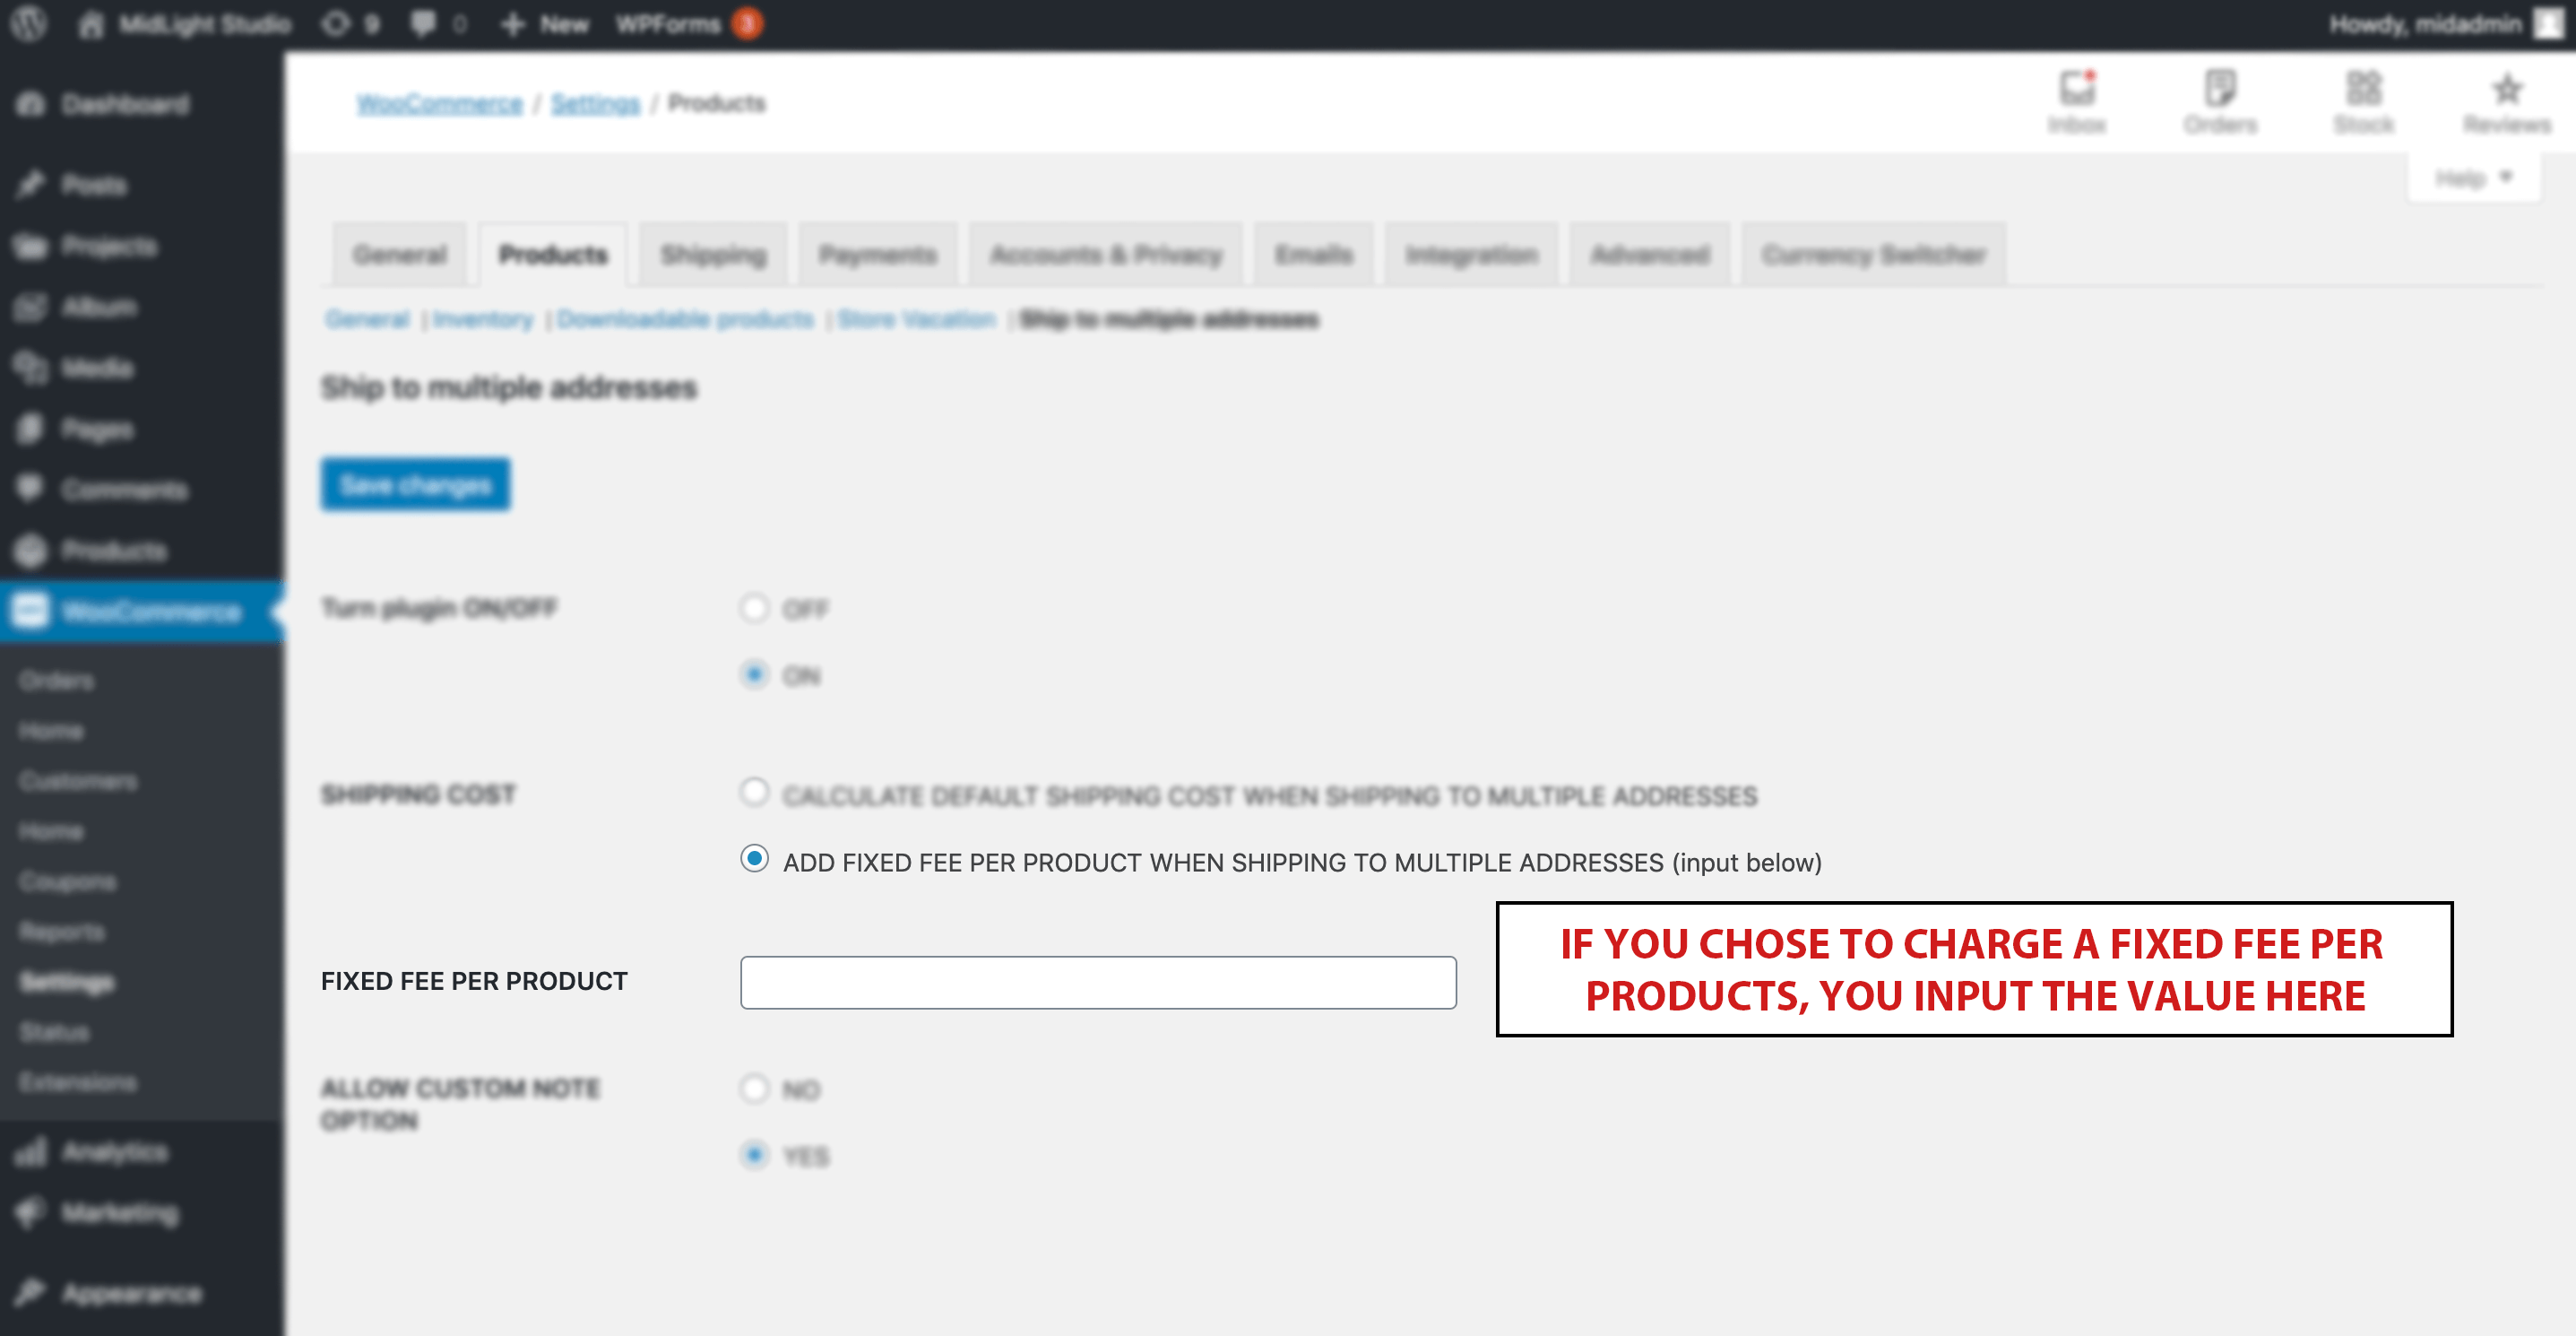 MidLight Studio 9 0 New WPForms 3 Howdy, midadmin
Dashboard
Posts
Projects
Album
Media
Pages
Comments
Products
WooCommerce
Orders
Home
Customers
Home
Coupons
Reports
Settings
Status
Extensions
Analytics
Marketing
Appearance
WooCommerce / Settings / Products
Inbox Orders Stock Reviews
Help
General Products Shipping Payments Accounts & Privacy Emails Integration Advanced Currency Switcher
General | Inventory | Downloadable products | Store Vacation | Ship to multiple addresses
Ship to multiple addresses
Save changes
Turn plugin ON/OFF
OFF
ON
SHIPPING COST
CALCULATE DEFAULT SHIPPING COST WHEN SHIPPING TO MULTIPLE ADDRESSES
ADD FIXED FEE PER PRODUCT WHEN SHIPPING TO MULTIPLE ADDRESSES (input below)
FIXED FEE PER PRODUCT
IF YOU CHOSE TO CHARGE A FIXED FEE PER
PRODUCTS, YOU INPUT THE VALUE HERE
ALLOW CUSTOM NOTE
OPTION
NO
YES